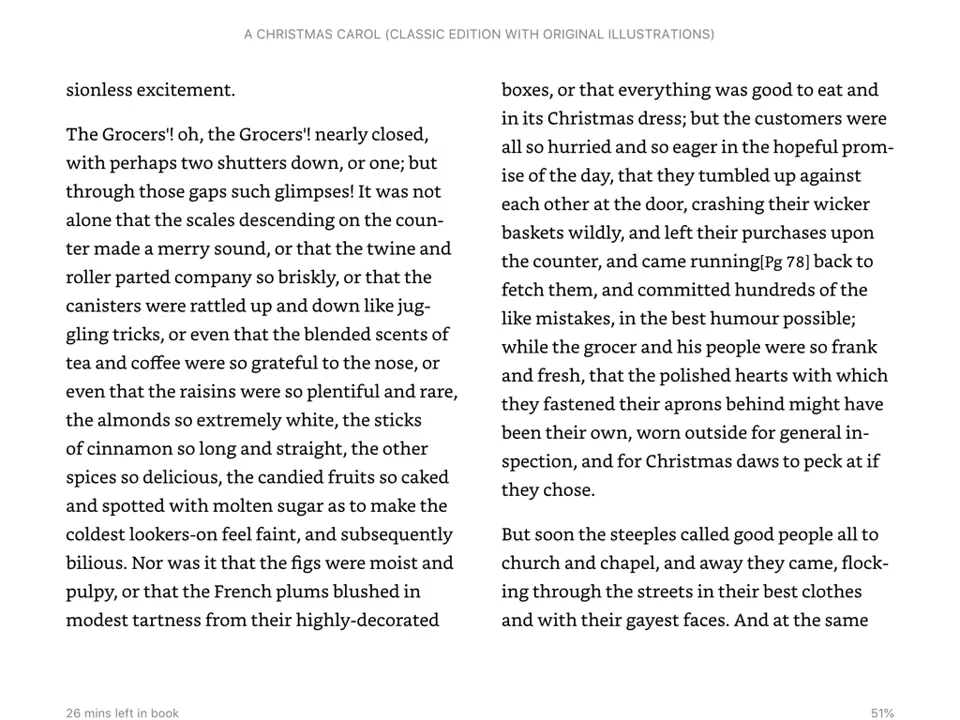 A CHRISTMAS CAROL (CLASSIC EDITION WITH ORIGINAL ILLUSTRATIONS)
sionless excitement.
The Grocers'! oh, the Grocers'! nearly closed,
with perhaps two shutters down, or one; but
through those gaps such glimpses! It was not
alone that the scales descending on the coun-
ter made a merry sound, or that the twine and
roller parted company so briskly, or that the
canisters were rattled up and down like jug-
gling tricks, or even that the blended scents of
tea and coffee were so grateful to the nose, or
even that the raisins were so plentiful and rare,
the almonds so extremely white, the sticks
of cinnamon so long and straight, the other
spices so delicious, the candied fruits so caked
and spotted with molten sugar as to make the
coldest lookers-on feel faint, and subsequently
bilious. Nor was it that the figs were moist and
pulpy, or that the French plums blushed in
modest tartness from their highly-decorated
boxes, or that everything was good to eat and
in its Christmas dress; but the customers were
all so hurried and so eager in the hopeful prom-
ise of the day, that they tumbled up against
each other at the door, crashing their wicker
baskets wildly, and left their purchases upon
the counter, and came running[Pg 78] back to
fetch them, and committed hundreds of the
like mistakes, in the best humour possible;
while the grocer and his people were so frank
and fresh, that the polished hearts with which
they fastened their aprons behind might have
been their own, worn outside for general in-
spection, and for Christmas daws to peck at if
they chose.
But soon the steeples called good people all to
church and chapel, and away they came, flock-
ing through the streets in their best clothes
and with their gayest faces. And at the same
26 mins left in book
51%